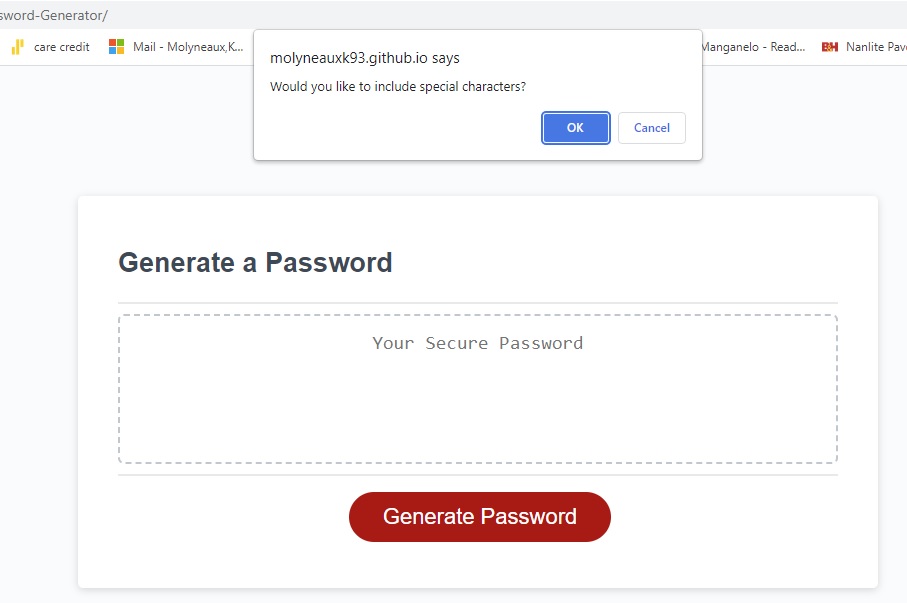 sword-Generator/
care credit
Mail - Molyneaux,K...
Manganelo - Read...
B&H
Nanlite Pavo
molyneauxk93.github.io says
Would you like to include special characters?
OK
Cancel
Generate a Password
Your Secure Password
Generate Password